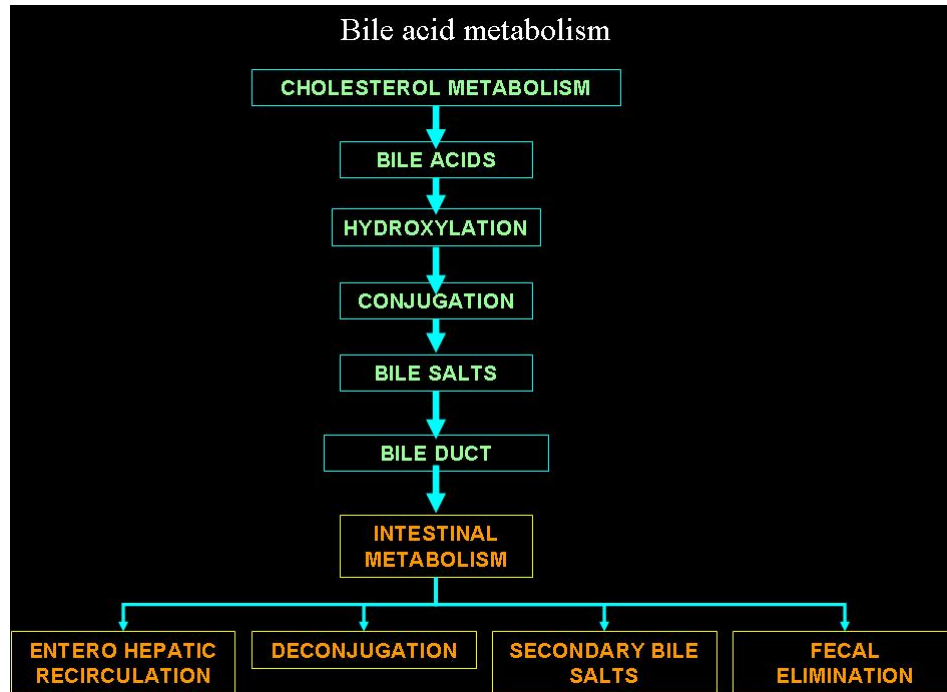 Bile acid metabolism
CHOLESTEROL METABOLISM
BILE ACIDS
HYDROXYLATION
CONJUGATION
BILE SALTS
BILE DUCT
INTESTINAL
METABOLISM
ENTERO HEPATIC
RECIRCULATION
DECONJUGATION
SECONDARY BILE
SALTS
FECAL
ELIMINATION